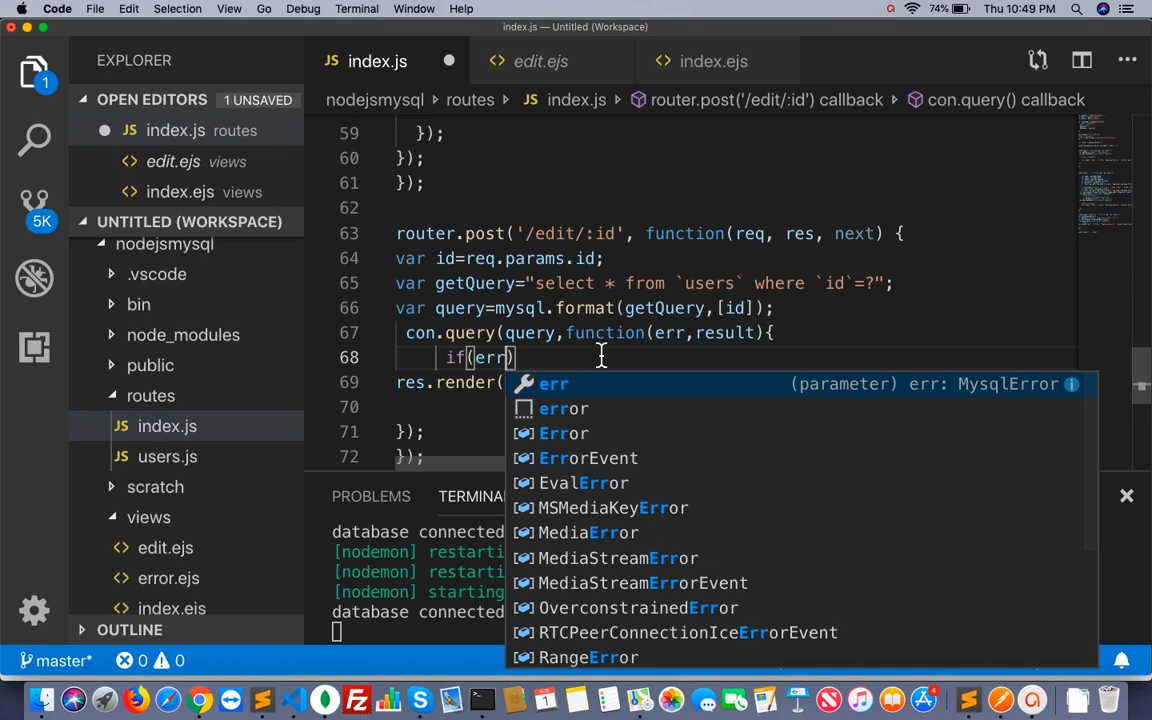 Code File Edit Selection View Go Debug Terminal Window Help 74% Thu 10:49 PM
index.js — Untitled (Workspace)
EXPLORER
JS index.js
<> edit.ejs
<> index.ejs
1
OPEN EDITORS 1 UNSAVED
nodejsmysql routes JS index.js router.post('/edit/:id') callback con.query() callback
JS index.js routes
<> edit.ejs views
<> index.ejs views
5K
UNTITLED (WORKSPACE)
nodejsmysql
.vscode
bin
node_modules
public
routes
JS index.js
JS users.js
scratch
views
<> edit.ejs
<> error.ejs
<> index.ejs
OUTLINE
59 });
60 });
61 });
62
63 router.post('/edit/:id', function(req, res, next) {
64 var id=req.params.id;
65 var getQuery="select * from `users` where `id`=?";
66 var query=mysql.format(getQuery,[id]);
67 con.query(query,function(err,result){
68 if(err)
69 res.render(
70
71 });
72 });
err (parameter) err: MysqlError
error
Error
ErrorEvent
EvalError
MSMediaKeyError
MediaError
MediaStreamError
MediaStreamErrorEvent
OverconstrainedError
RTCPeerConnectionIceErrorEvent
RangeError
PROBLEMS TERMINA
database connected
[nodemon] restarti
[nodemon] restarti
[nodemon] starting
database connected
master* 0 0
4